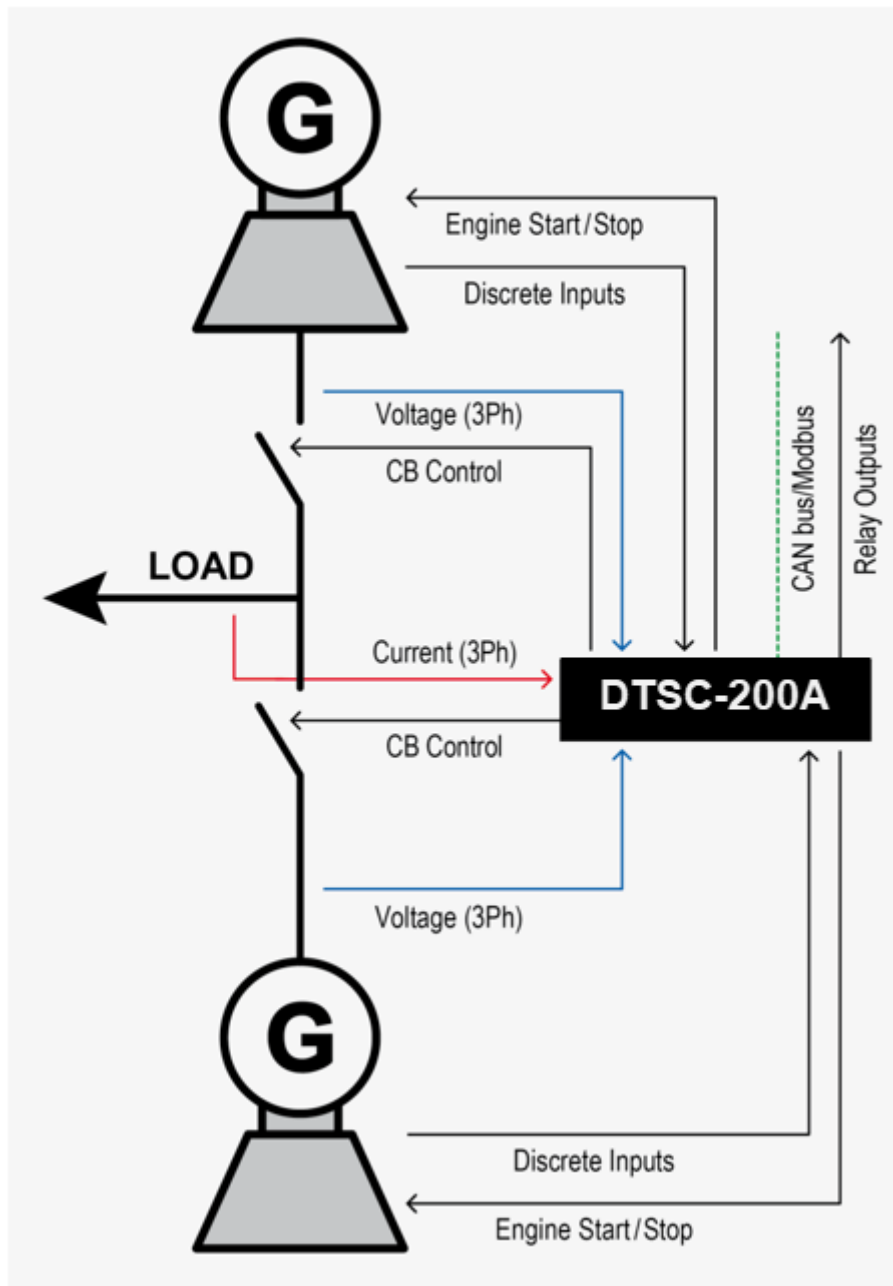 G
Engine Start/Stop
Discrete Inputs
Voltage (3Ph)
CB Control
CAN bus/Modbus
Relay Outputs
LOAD
Current (3Ph)
DTSC-200A
CB Control
Voltage (3Ph)
G
Discrete Inputs
Engine Start/Stop